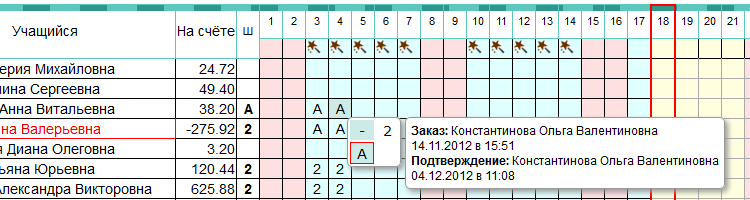 Учащийся На счёте Ш 1 2 3 4 5 6 7 8 9 10 11 12 13 14 15 16 17 18 19 20 21
ерия Михайловна 24.72
ина Сергеевна 49.40
Анна Витальевна 38.20 А А А
на Валерьевна -275.92 2 А А - 2
я Диана Олеговна 3.20 А
ьяна Юрьевна 120.44 2 2 2
Александра Викторовна 625.88 2 2 2
Заказ: Константинова Ольга Валентиновна
14.11.2012 в 15:51
Подтверждение: Константинова Ольга Валентиновна
04.12.2012 в 11:08